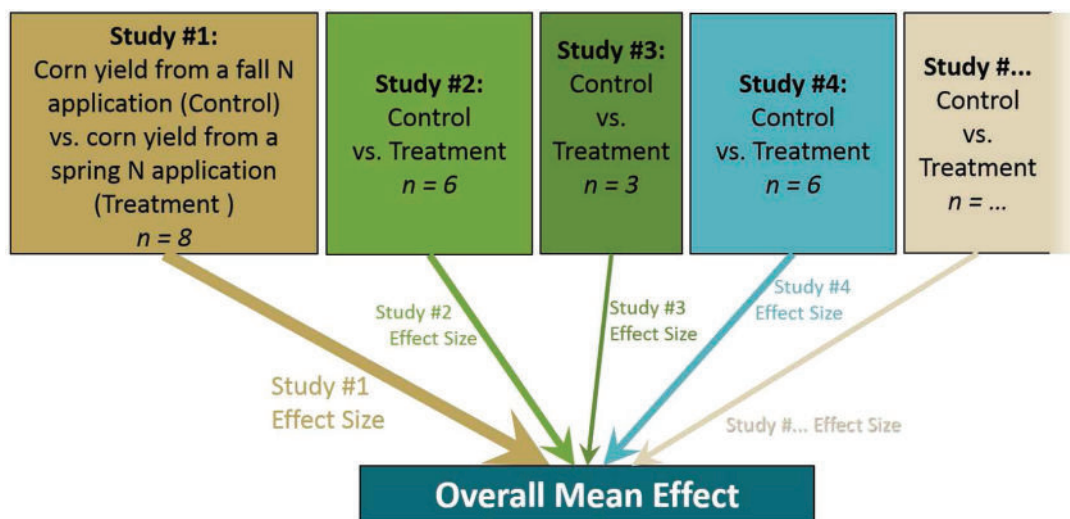 Study #1:
Corn yield from a fall N
application (Control)
vs. corn yield from a
spring N application
(Treatment )
n = 8
Study #2:
Control
vs. Treatment
n = 6
Study #3:
Control
vs.
Treatment
n = 3
Study #4:
Control
vs. Treatment
n = 6
Study #...
Control
vs.
Treatment
n = ...
Study #1
Effect Size
Study #2
Effect Size
Study #3
Effect Size
Study #4
Effect Size
Study #... Effect Size
Overall Mean Effect